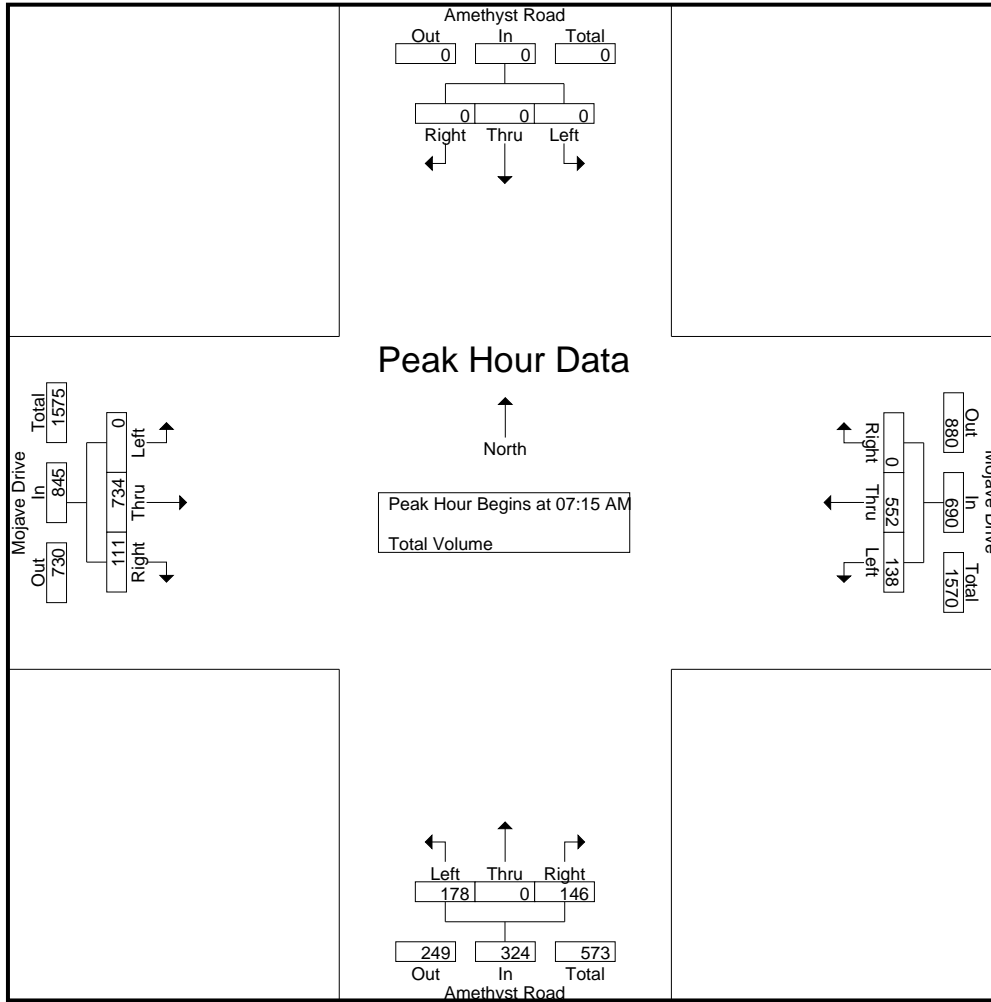 Amethyst Road
Out In Total
0 0 0
0 0 0
Right Thru Left
Peak Hour Data
North
Peak Hour Begins at 07:15 AM
Total Volume
Mojave Drive
Total In Out
1575 845 730
0 734 111
Left Thru Right
Mojave Drive
Out In Total
880 690 1570
0 552 138
Right Thru Left
Left Thru Right
178 0 146
249 324 573
Out In Total
Amethyst Road